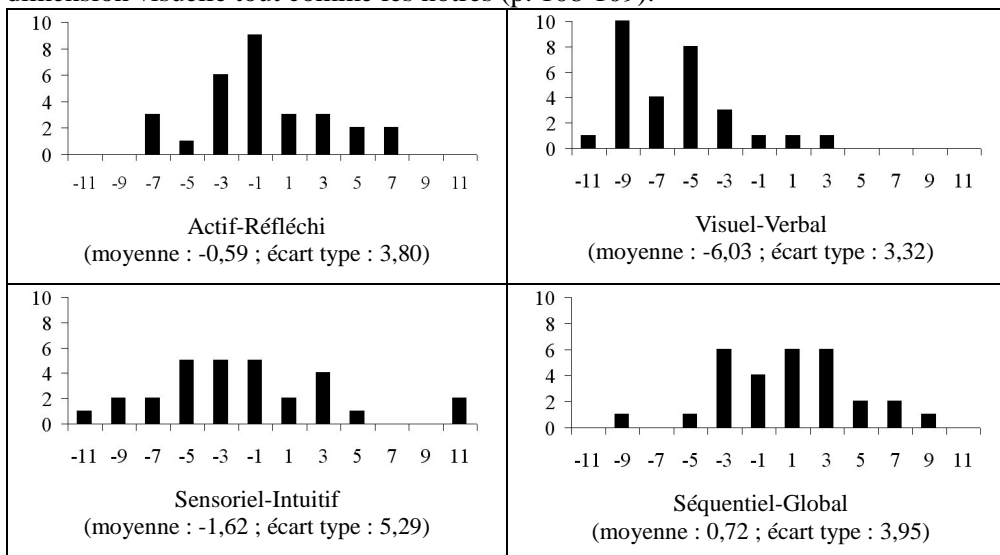 dimension visuelle tout comme les nôtres (p. 108-109).
10
8
6
4
2
0
-11 -9 -7 -5 -3 -1 1 3 5 7 9 11
Actif-Réfléchi
(moyenne : -0,59 ; écart type : 3,80)
10
8
6
4
2
0
-11 -9 -7 -5 -3 -1 1 3 5 7 9 11
Visuel-Verbal
(moyenne : -6,03 ; écart type : 3,32)
10
8
6
4
2
0
-11 -9 -7 -5 -3 -1 1 3 5 7 9 11
Sensoriel-Intuitif
(moyenne : -1,62 ; écart type : 5,29)
10
8
6
4
2
0
-11 -9 -7 -5 -3 -1 1 3 5 7 9 11
Séquentiel-Global
(moyenne : 0,72 ; écart type : 3,95)